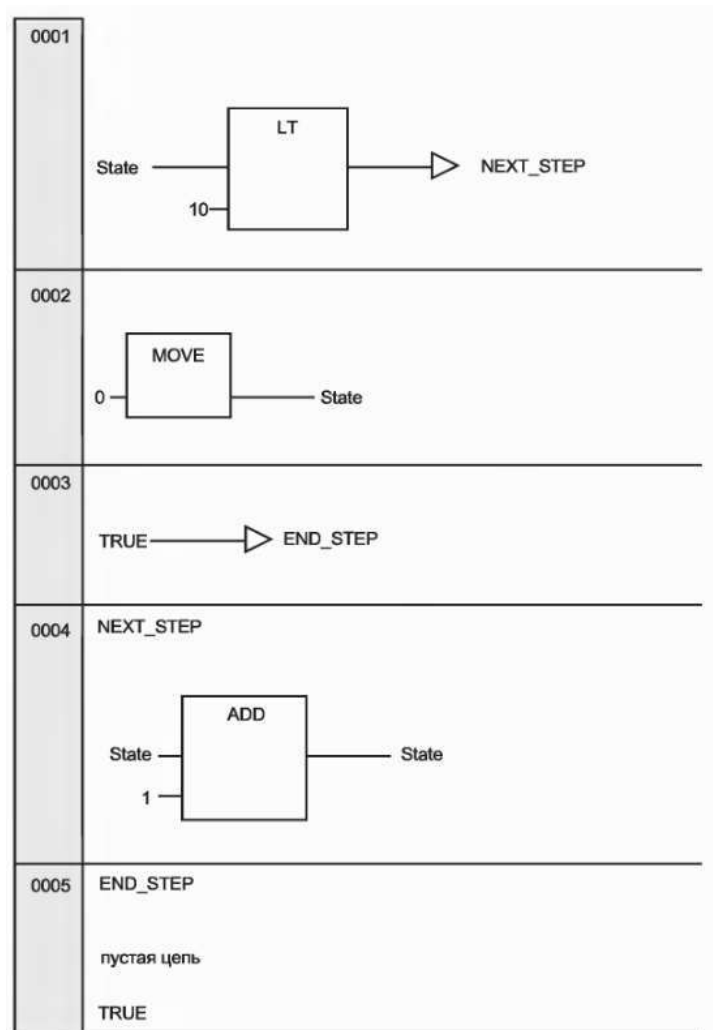 0001
LT
State
NEXT_STEP
10
0002
MOVE
0
State
0003
TRUE
END_STEP
0004
NEXT_STEP
ADD
State
State
1
0005
END_STEP
пустая цепь
TRUE